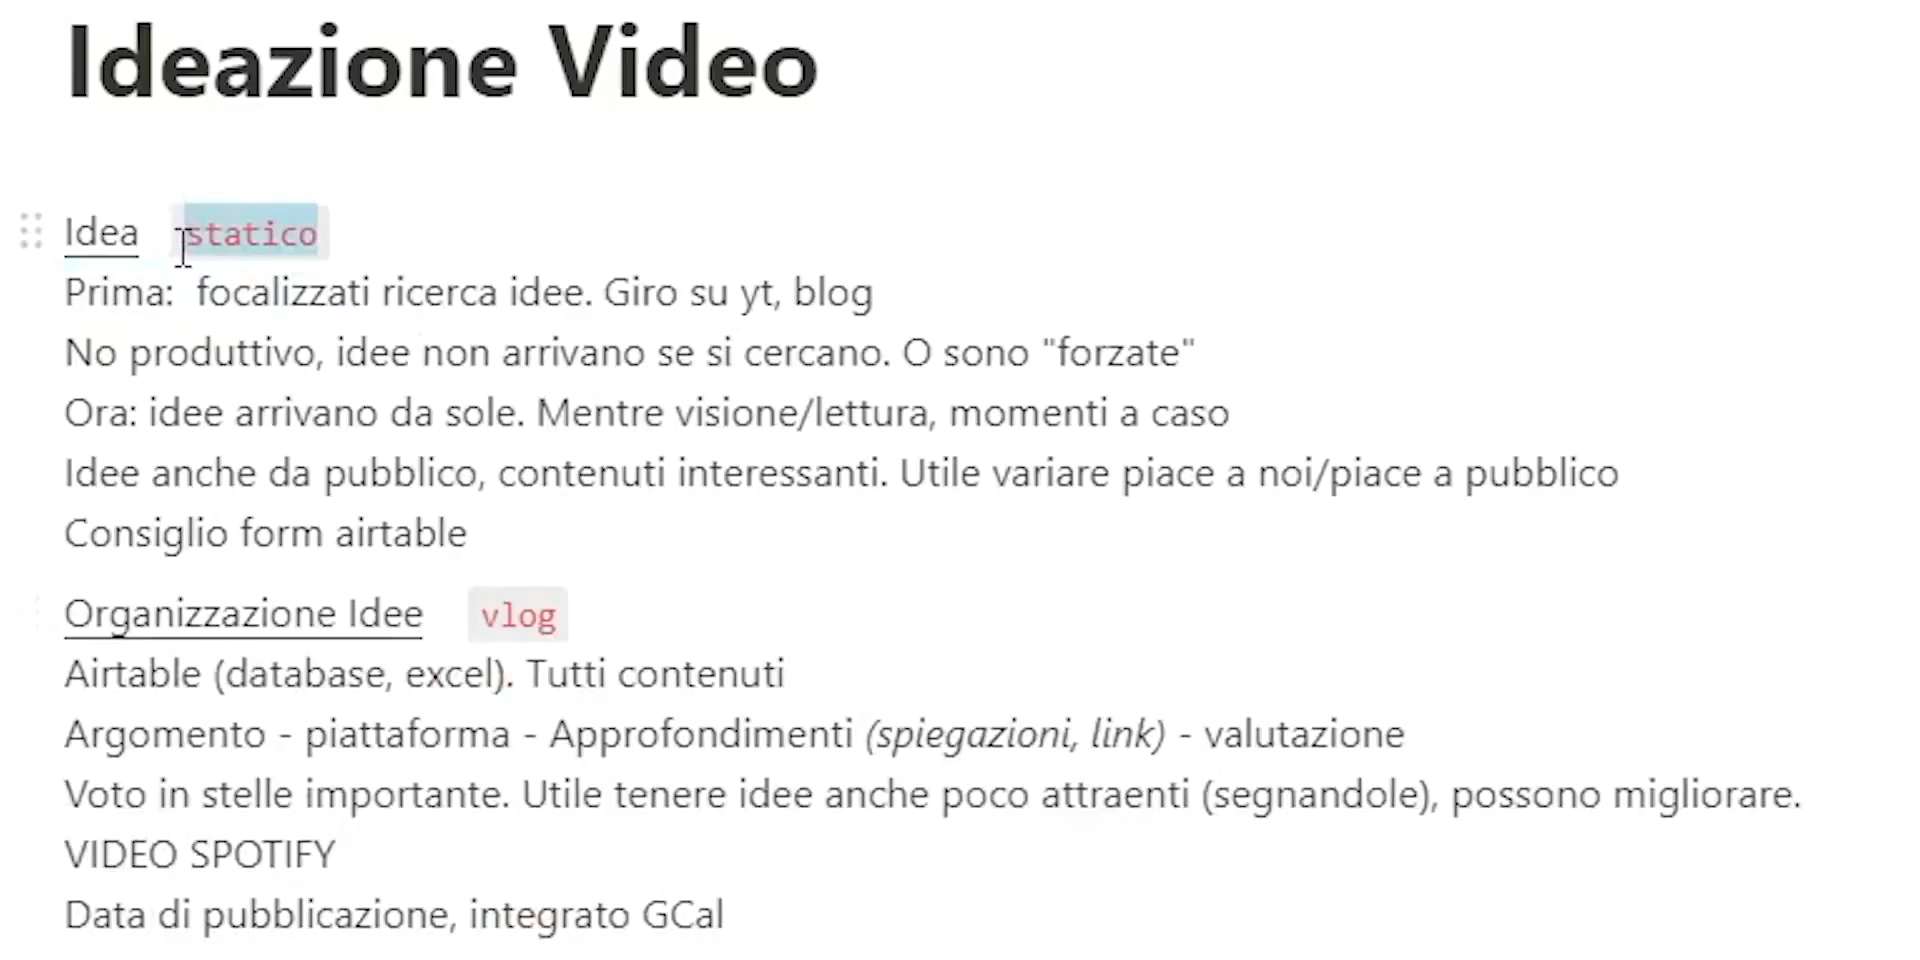 Ideazione Video
Idea statico
Prima: focalizzati ricerca idee. Giro su yt, blog
No produttivo, idee non arrivano se si cercano. O sono "forzate"
Ora: idee arrivano da sole. Mentre visione/lettura, momenti a caso
Idee anche da pubblico, contenuti interessanti. Utile variare piace a noi/piace a pubblico
Consiglio form airtable
Organizzazione Idee vlog
Airtable (database, excel). Tutti contenuti
Argomento - piattaforma - Approfondimenti (spiegazioni, link) - valutazione
Voto in stelle importante. Utile tenere idee anche poco attraenti (segnandole), possono migliorare.
VIDEO SPOTIFY
Data di pubblicazione, integrato GCal